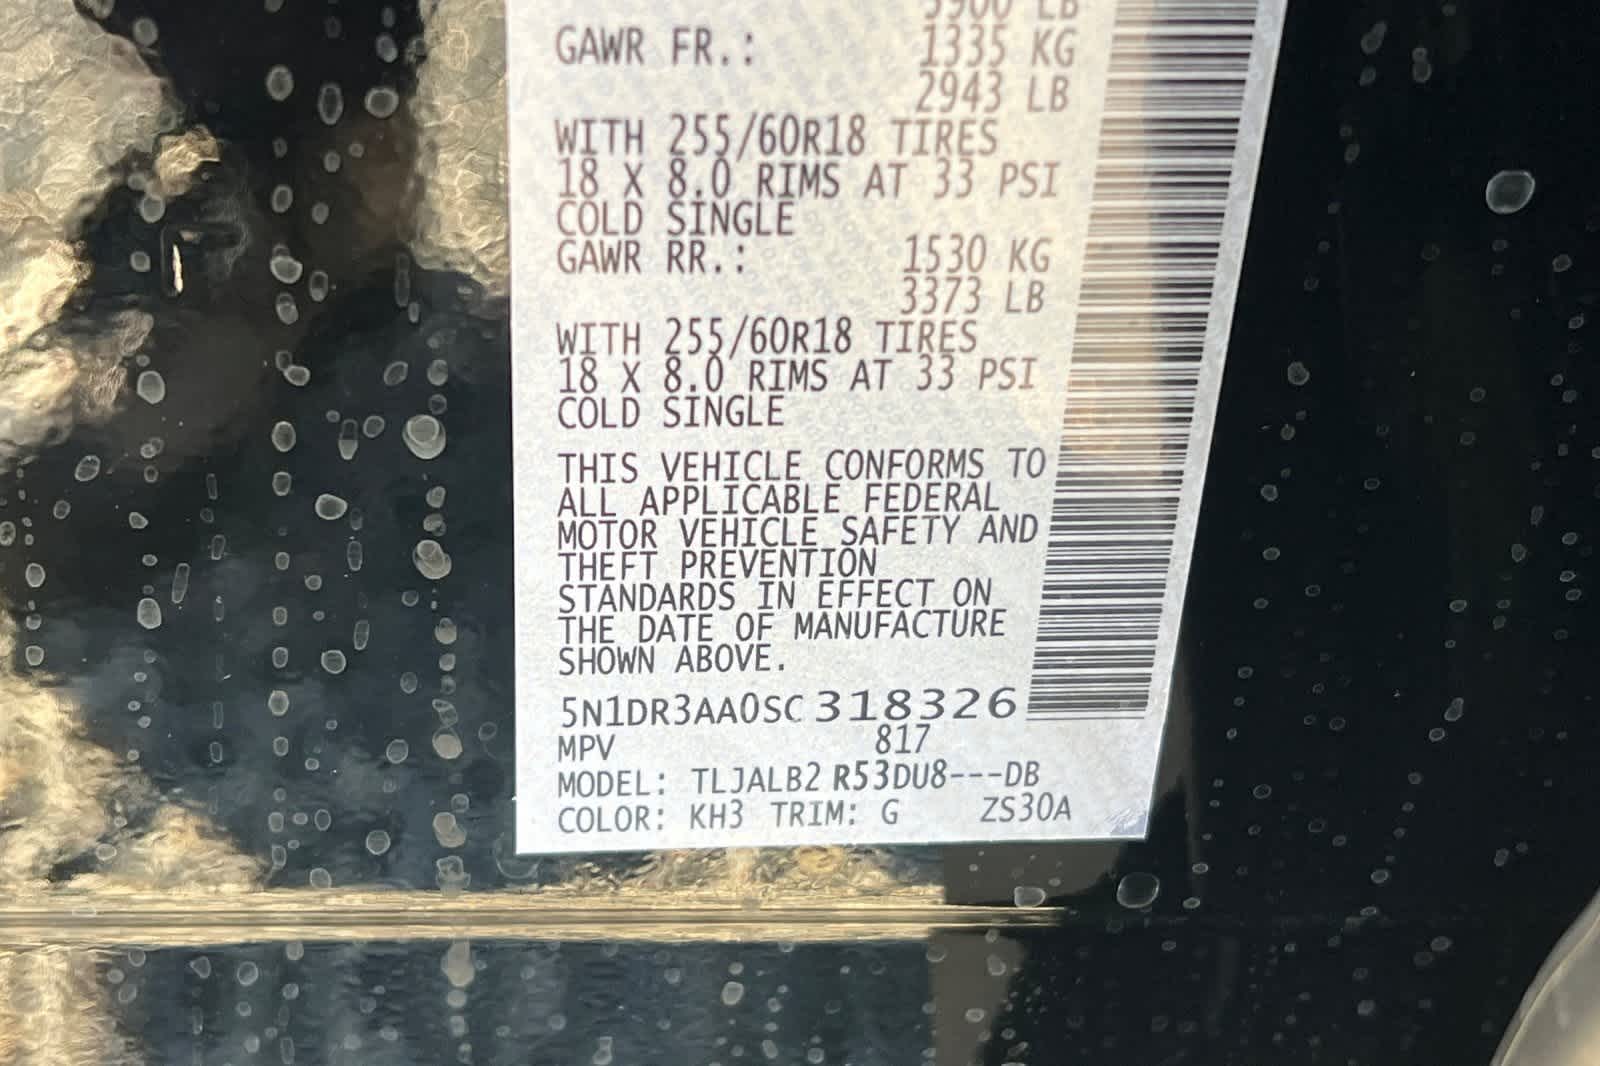 5900 LB
GAWR FR.: 1335 KG
2943 LB
WITH 255/60R18 TIRES
18 X 8.0 RIMS AT 33 PSI
COLD SINGLE
GAWR RR.: 1530 KG
3373 LB
WITH 255/60R18 TIRES
18 X 8.0 RIMS AT 33 PSI
COLD SINGLE
THIS VEHICLE CONFORMS TO
ALL APPLICABLE FEDERAL
MOTOR VEHICLE SAFETY AND
THEFT PREVENTION
STANDARDS IN EFFECT ON
THE DATE OF MANUFACTURE
SHOWN ABOVE.
5N1DR3AA0SC318326
MPV 817
MODEL: TLJALB2 R53DU8---DB
COLOR: KH3 TRIM: G ZS30A